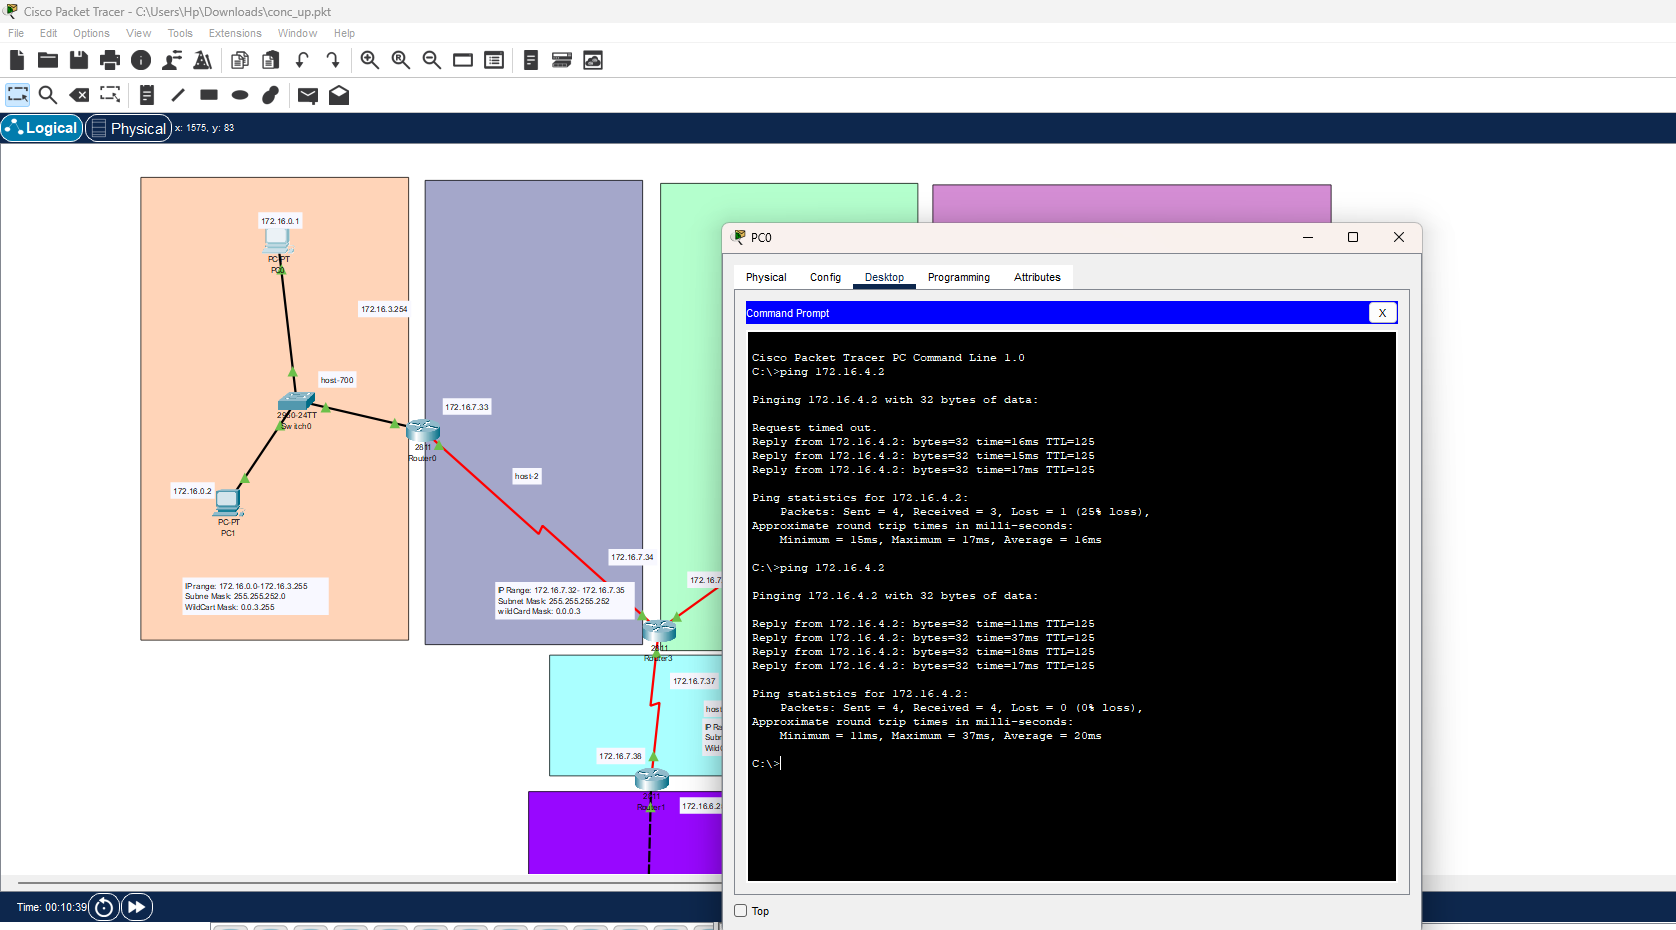 Cisco Packet Tracer - C:\Users\Hp\Downloads\conc_up.pkt
File Edit Options View Tools Extensions Window Help
Logical Physical x: 1575, y: 83
172.16.0.1
PC-PT
PC0
172.16.3.254
host-700
2950-24TT
Switch0
172.16.0.2
PC-PT
PC1
IPrange: 172.16.0.0-172.16.3.255
Subne Mask: 255.255.252.0
WildCart Mask: 0.0.3.255
172.16.7.33
2811
Router0
host-2
172.16.7.34
IP Range: 172.16.7.32- 172.16.7.35
Subnet Mask: 255.255.255.252
wildCard Mask: 0.0.0.3
172.16.7
2811
Router3
172.16.7.37
host
IP Ra
Subr
172.16.7.38
2811
Router1
172.16.6.2
PC0
Physical Config Desktop Programming Attributes
Command Prompt
X
Cisco Packet Tracer PC Command Line 1.0
C:\>ping 172.16.4.2
Pinging 172.16.4.2 with 32 bytes of data:
Request timed out.
Reply from 172.16.4.2: bytes=32 time=16ms TTL=125
Reply from 172.16.4.2: bytes=32 time=15ms TTL=125
Reply from 172.16.4.2: bytes=32 time=17ms TTL=125
Ping statistics for 172.16.4.2:
Packets: Sent = 4, Received = 3, Lost = 1 (25% loss),
Approximate round trip times in milli-seconds:
Minimum = 15ms, Maximum = 17ms, Average = 16ms
C:\>ping 172.16.4.2
Pinging 172.16.4.2 with 32 bytes of data:
Reply from 172.16.4.2: bytes=32 time=11ms TTL=125
Reply from 172.16.4.2: bytes=32 time=37ms TTL=125
Reply from 172.16.4.2: bytes=32 time=18ms TTL=125
Reply from 172.16.4.2: bytes=32 time=17ms TTL=125
Ping statistics for 172.16.4.2:
Packets: Sent = 4, Received = 4, Lost = 0 (0% loss),
Approximate round trip times in milli-seconds:
Minimum = 11ms, Maximum = 37ms, Average = 20ms
C:\>
Top
Time: 00:10:39